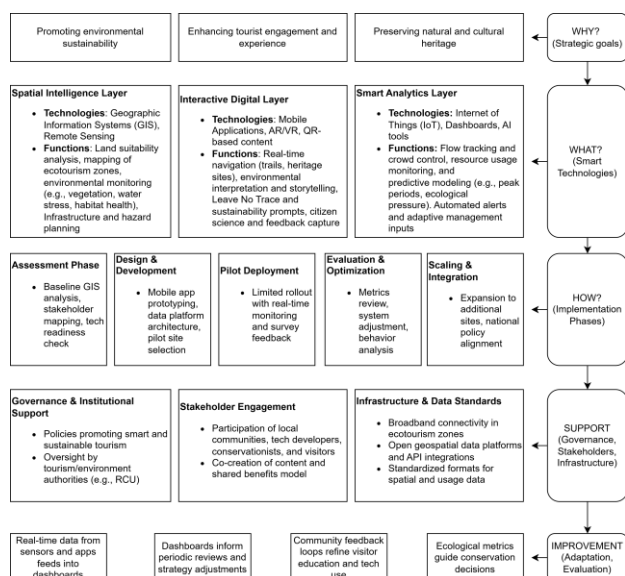 Promoting environmental
sustainability
Enhancing tourist engagement and
experience
Preserving natural and cultural
heritage
WHY?
(Strategic goals)
Spatial Intelligence Layer
• Technologies: Geographic
Information Systems (GIS),
Remote Sensing
• Functions: Land suitability
analysis, mapping of
ecotourism zones,
environmental monitoring
(e.g., vegetation, water
stress, habitat health),
Infrastructure and hazard
planning
Interactive Digital Layer
• Technologies: Mobile
Applications, AR/VR, QR-
based content
• Functions: Real-time
navigation (trails, heritage
sites), environmental
interpretation and storytelling,
Leave No Trace and
sustainability prompts, citizen
science and feedback capture
Smart Analytics Layer
• Technologies: Internet of
Things (IoT), Dashboards, AI
tools
• Functions: Flow tracking and
crowd control, resource usage
monitoring, and
predictive modeling (e.g., peak
periods, ecological
pressure). Automated alerts
and adaptive management
inputs
WHAT?
(Smart
Technologies)
Assessment Phase
• Baseline GIS
analysis,
stakeholder
mapping, tech
readiness
check
Design &
Development
• Mobile app
prototyping,
data platform
architecture,
pilot site
selection
Pilot Deployment
• Limited rollout
with real-time
monitoring
and survey
feedback
Evaluation &
Optimization
• Metrics
review,
system
adjustment,
behavior
analysis
Scaling &
Integration
• Expansion to
additional
sites, national
policy
alignment
HOW?
(Implementation
Phases)
Governance & Institutional
Support
• Policies promoting smart and
sustainable tourism
• Oversight by
tourism/environment
authorities (e.g., RCU)
Stakeholder Engagement
• Participation of local
communities, tech developers,
conservationists, and visitors
• Co-creation of content and
shared benefits model
Infrastructure & Data Standards
• Broadband connectivity in
ecotourism zones
• Open geospatial data platforms
and API integrations
• Standardized formats for
spatial and usage data
SUPPORT
(Governance,
Stakeholders,
Infrastructure)
Real-time data from
sensors and apps
feeds into
dashboards
Dashboards inform
periodic reviews and
strategy adjustments
Community feedback
loops refine visitor
education and tech
use
Ecological metrics
guide conservation
decisions
IMPROVEMENT
(Adaptation,
Evaluation)